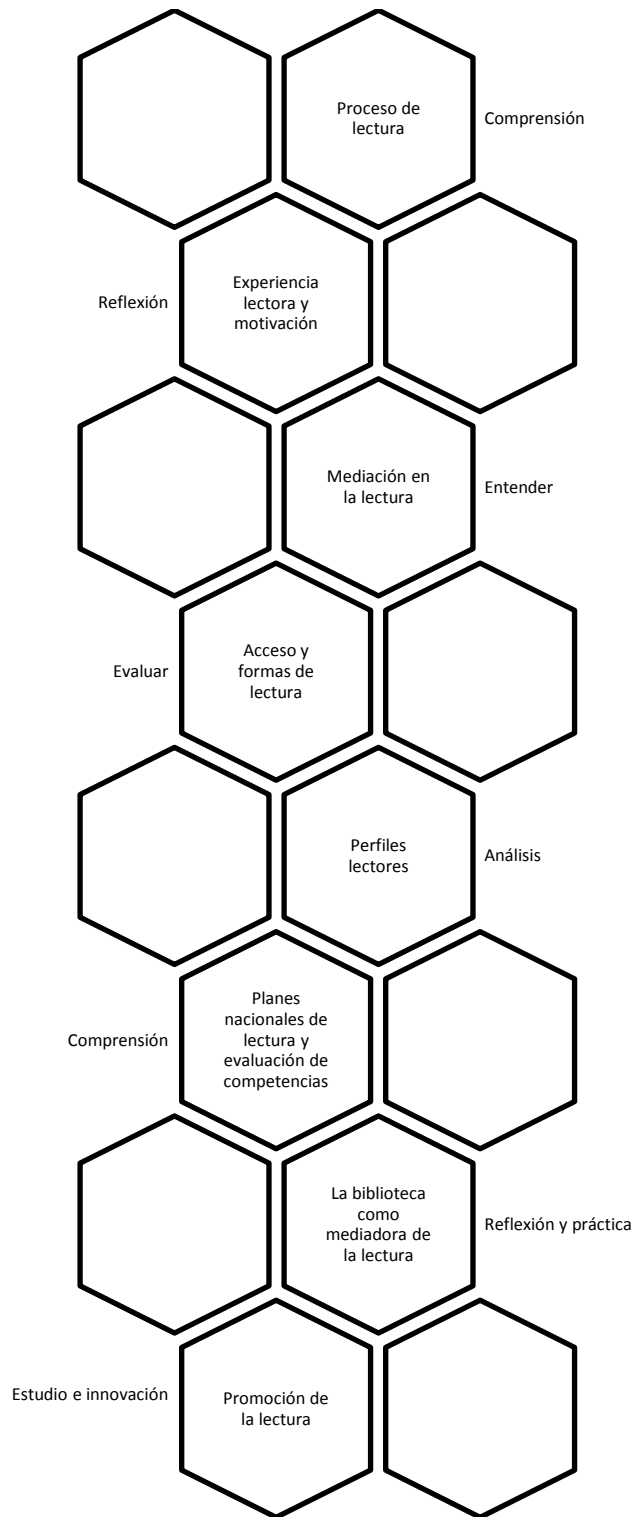 Proceso de
lectura
Comprensión
Reflexión
Experiencia
lectora y
motivación
Mediación en
la lectura
Entender
Evaluar
Acceso y
formas de
lectura
Perfiles
lectores
Análisis
Comprensión
Planes
nacionales de
lectura y
evaluación de
competencias
La biblioteca
como
mediadora de
la lectura
Reflexión y práctica
Estudio e innovación
Promoción de
la lectura